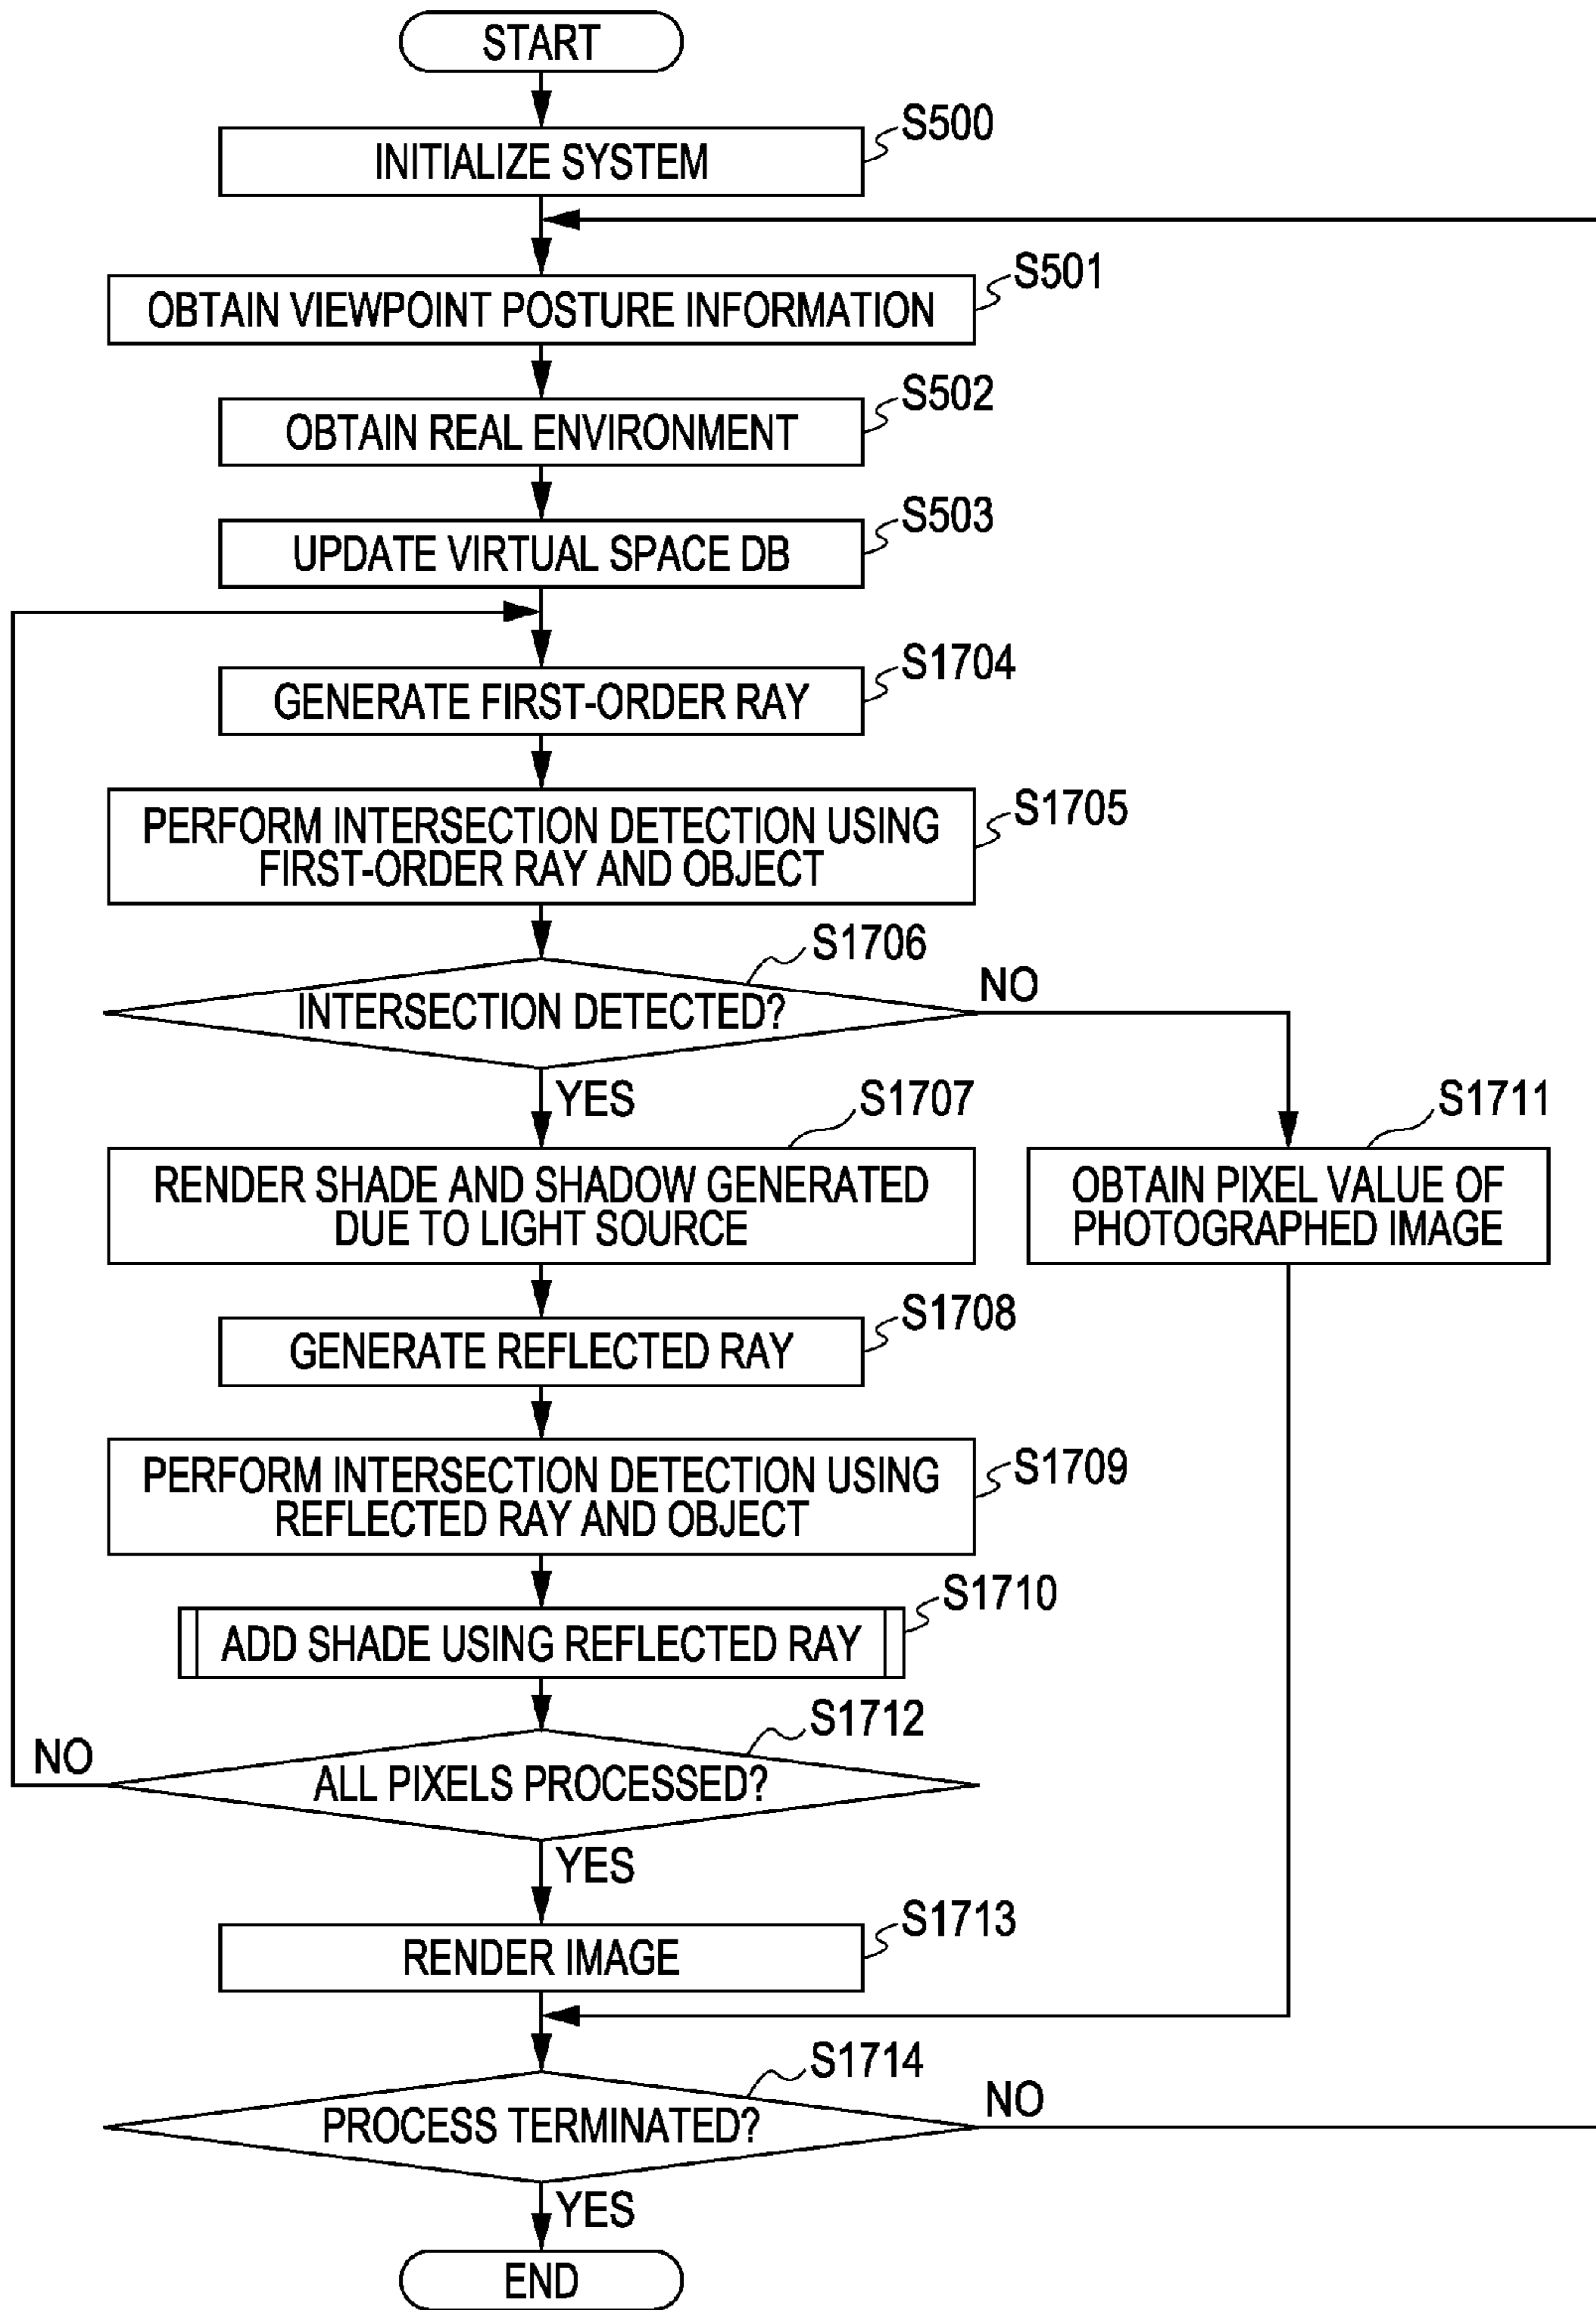 START
S500
INITIALIZE SYSTEM
S501
OBTAIN VIEWPOINT POSTURE INFORMATION
S502
OBTAIN REAL ENVIRONMENT
S503
UPDATE VIRTUAL SPACE DB
S1704
GENERATE FIRST-ORDER RAY
S1705
PERFORM INTERSECTION DETECTION USING
FIRST-ORDER RAY AND OBJECT
S1706
INTERSECTION DETECTED?
NO
YES
S1707
RENDER SHADE AND SHADOW GENERATED
DUE TO LIGHT SOURCE
S1711
OBTAIN PIXEL VALUE OF
PHOTOGRAPHED IMAGE
S1708
GENERATE REFLECTED RAY
S1709
PERFORM INTERSECTION DETECTION USING
REFLECTED RAY AND OBJECT
S1710
ADD SHADE USING REFLECTED RAY
S1712
NO
ALL PIXELS PROCESSED?
YES
S1713
RENDER IMAGE
S1714
PROCESS TERMINATED?
NO
YES
END